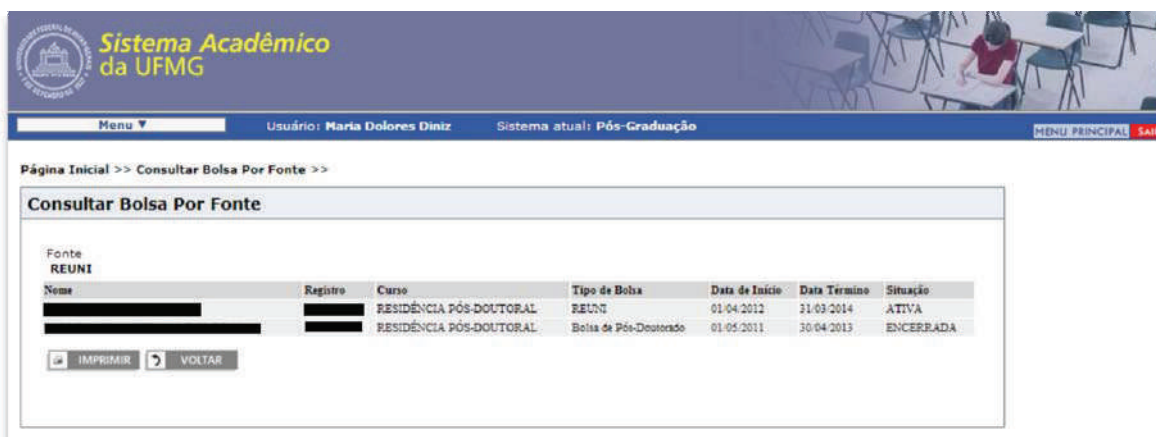 Sistema Acadêmico
da UFMG
Menu ▼ Usuário: Maria Dolores Diniz Sistema atual: Pós-Graduação MENU PRINCIPAL SAIR
Página Inicial >> Consultar Bolsa Por Fonte >>
Consultar Bolsa Por Fonte
Fonte
REUNI
Nome Registro Curso Tipo de Bolsa Data de Início Data Término Situação
RESIDÊNCIA PÓS-DOUTORAL REUNI 01/04/2012 31/03/2014 ATIVA
RESIDÊNCIA PÓS-DOUTORAL Bolsa de Pós-Doutorado 01/05/2011 30/04/2013 ENCERRADA
IMPRIMIR VOLTAR